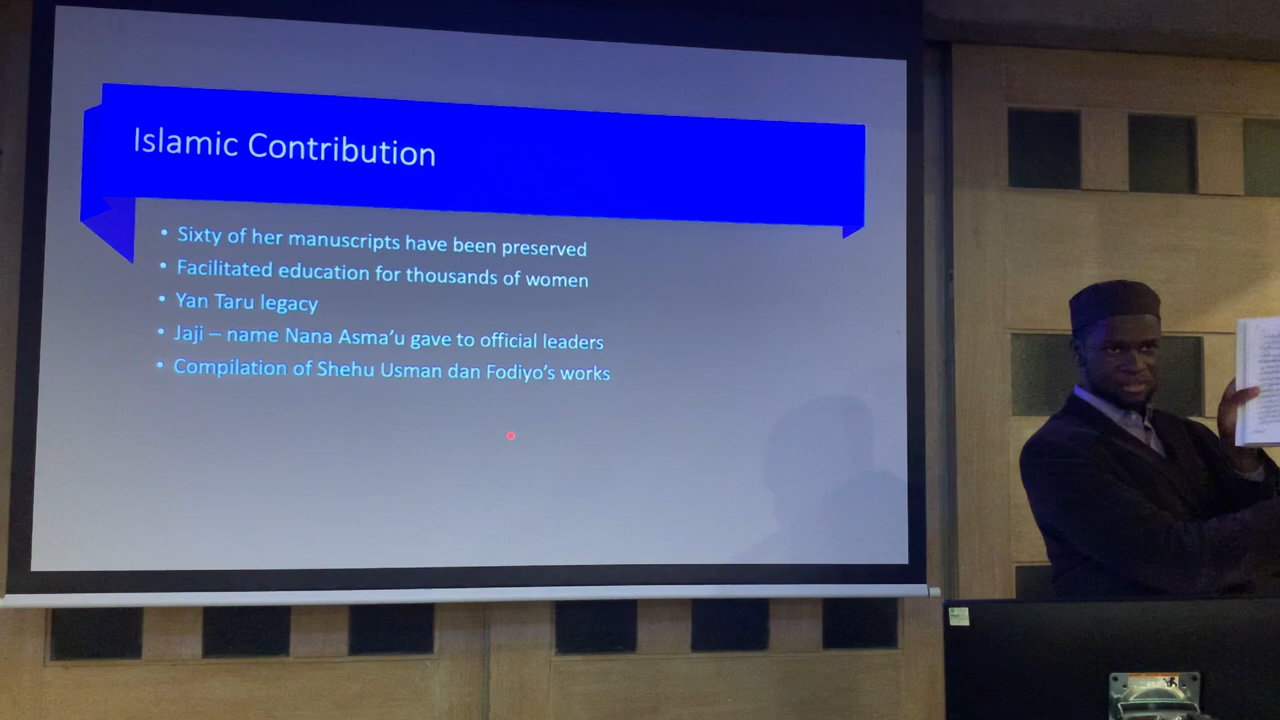 Islamic Contribution
• Sixty of her manuscripts have been preserved
• Facilitated education for thousands of women
• Yan Taru legacy
• Jaji – name Nana Asma’u gave to official leaders
• Compilation of Shehu Usman dan Fodiyo’s works